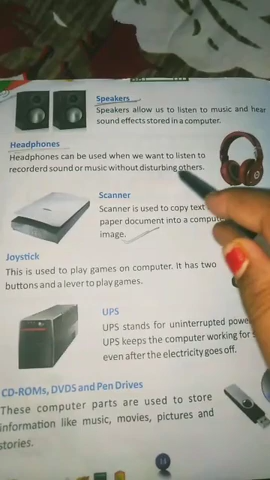 Speakers
Speakers allow us to listen to music and hear
sound effects stored in a computer.
Headphones
Headphones can be used when we want to listen to
recorderd sound or music without disturbing others.
Scanner
Scanner is used to copy text
paper document into a compute
image.
Joystick
This is used to play games on computer. It has two
buttons and a lever to play games.
UPS
UPS stands for uninterrupted powe
UPS keeps the computer working for
even after the electricity goes off.
CD-ROMs, DVDS and Pen Drives
These computer parts are used to store
information like music, movies, pictures and
stories.